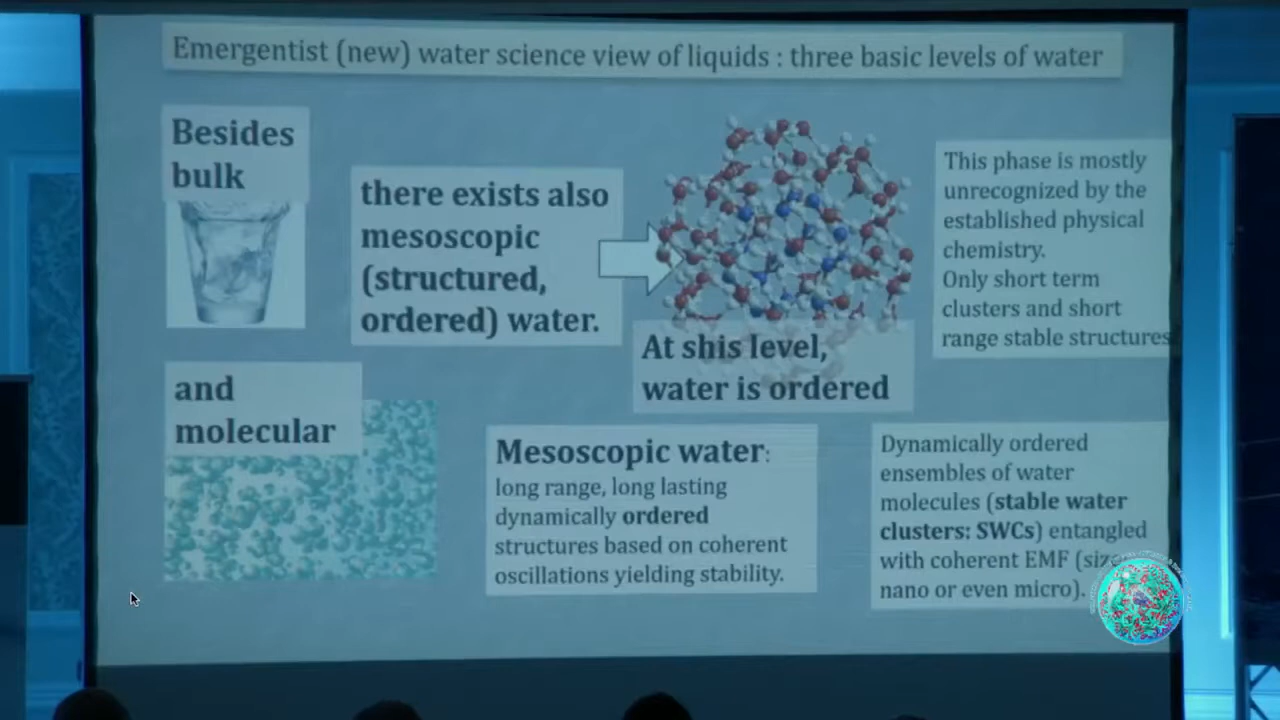 Emergentist (new) water science view of liquids : three basic levels of water
Besides
bulk
there exists also
mesoscopic
(structured,
ordered) water.
At shis level,
water is ordered
This phase is mostly
unrecognized by the
established physical
chemistry.
Only short term
clusters and short
range stable structures
and
molecular
Mesoscopic water:
long range, long lasting
dynamically ordered
structures based on coherent
oscillations yielding stability.
Dynamically ordered
ensembles of water
molecules (stable water
clusters: SWCs) entangled
with coherent EMF
nano or even micro).